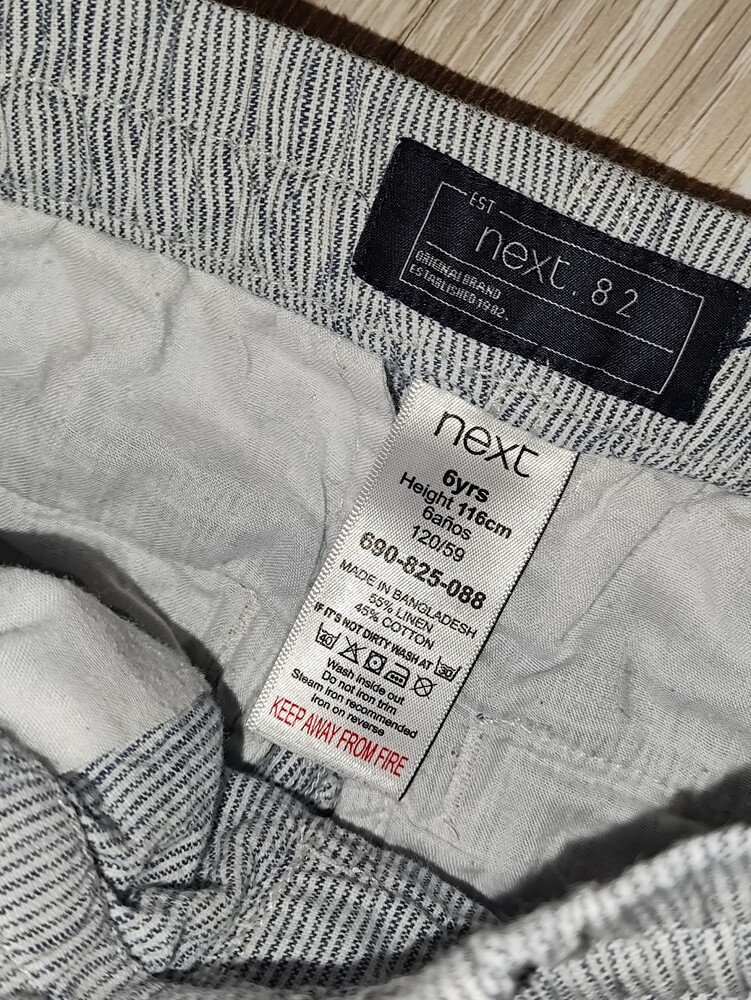 EST
next. 82
ORIGINAL BRAND
ESTABLISHED 1982.
next
6yrs
Height 116cm
6años
120/59
690-825-088
MADE IN BANGLADESH
55% LINEN
45% COTTON
IF IT'S NOT DIRTY WASH AT 30
40
Wash inside out
Do not iron trim
Steam iron recommended
Iron on reverse
KEEP AWAY FROM FIRE